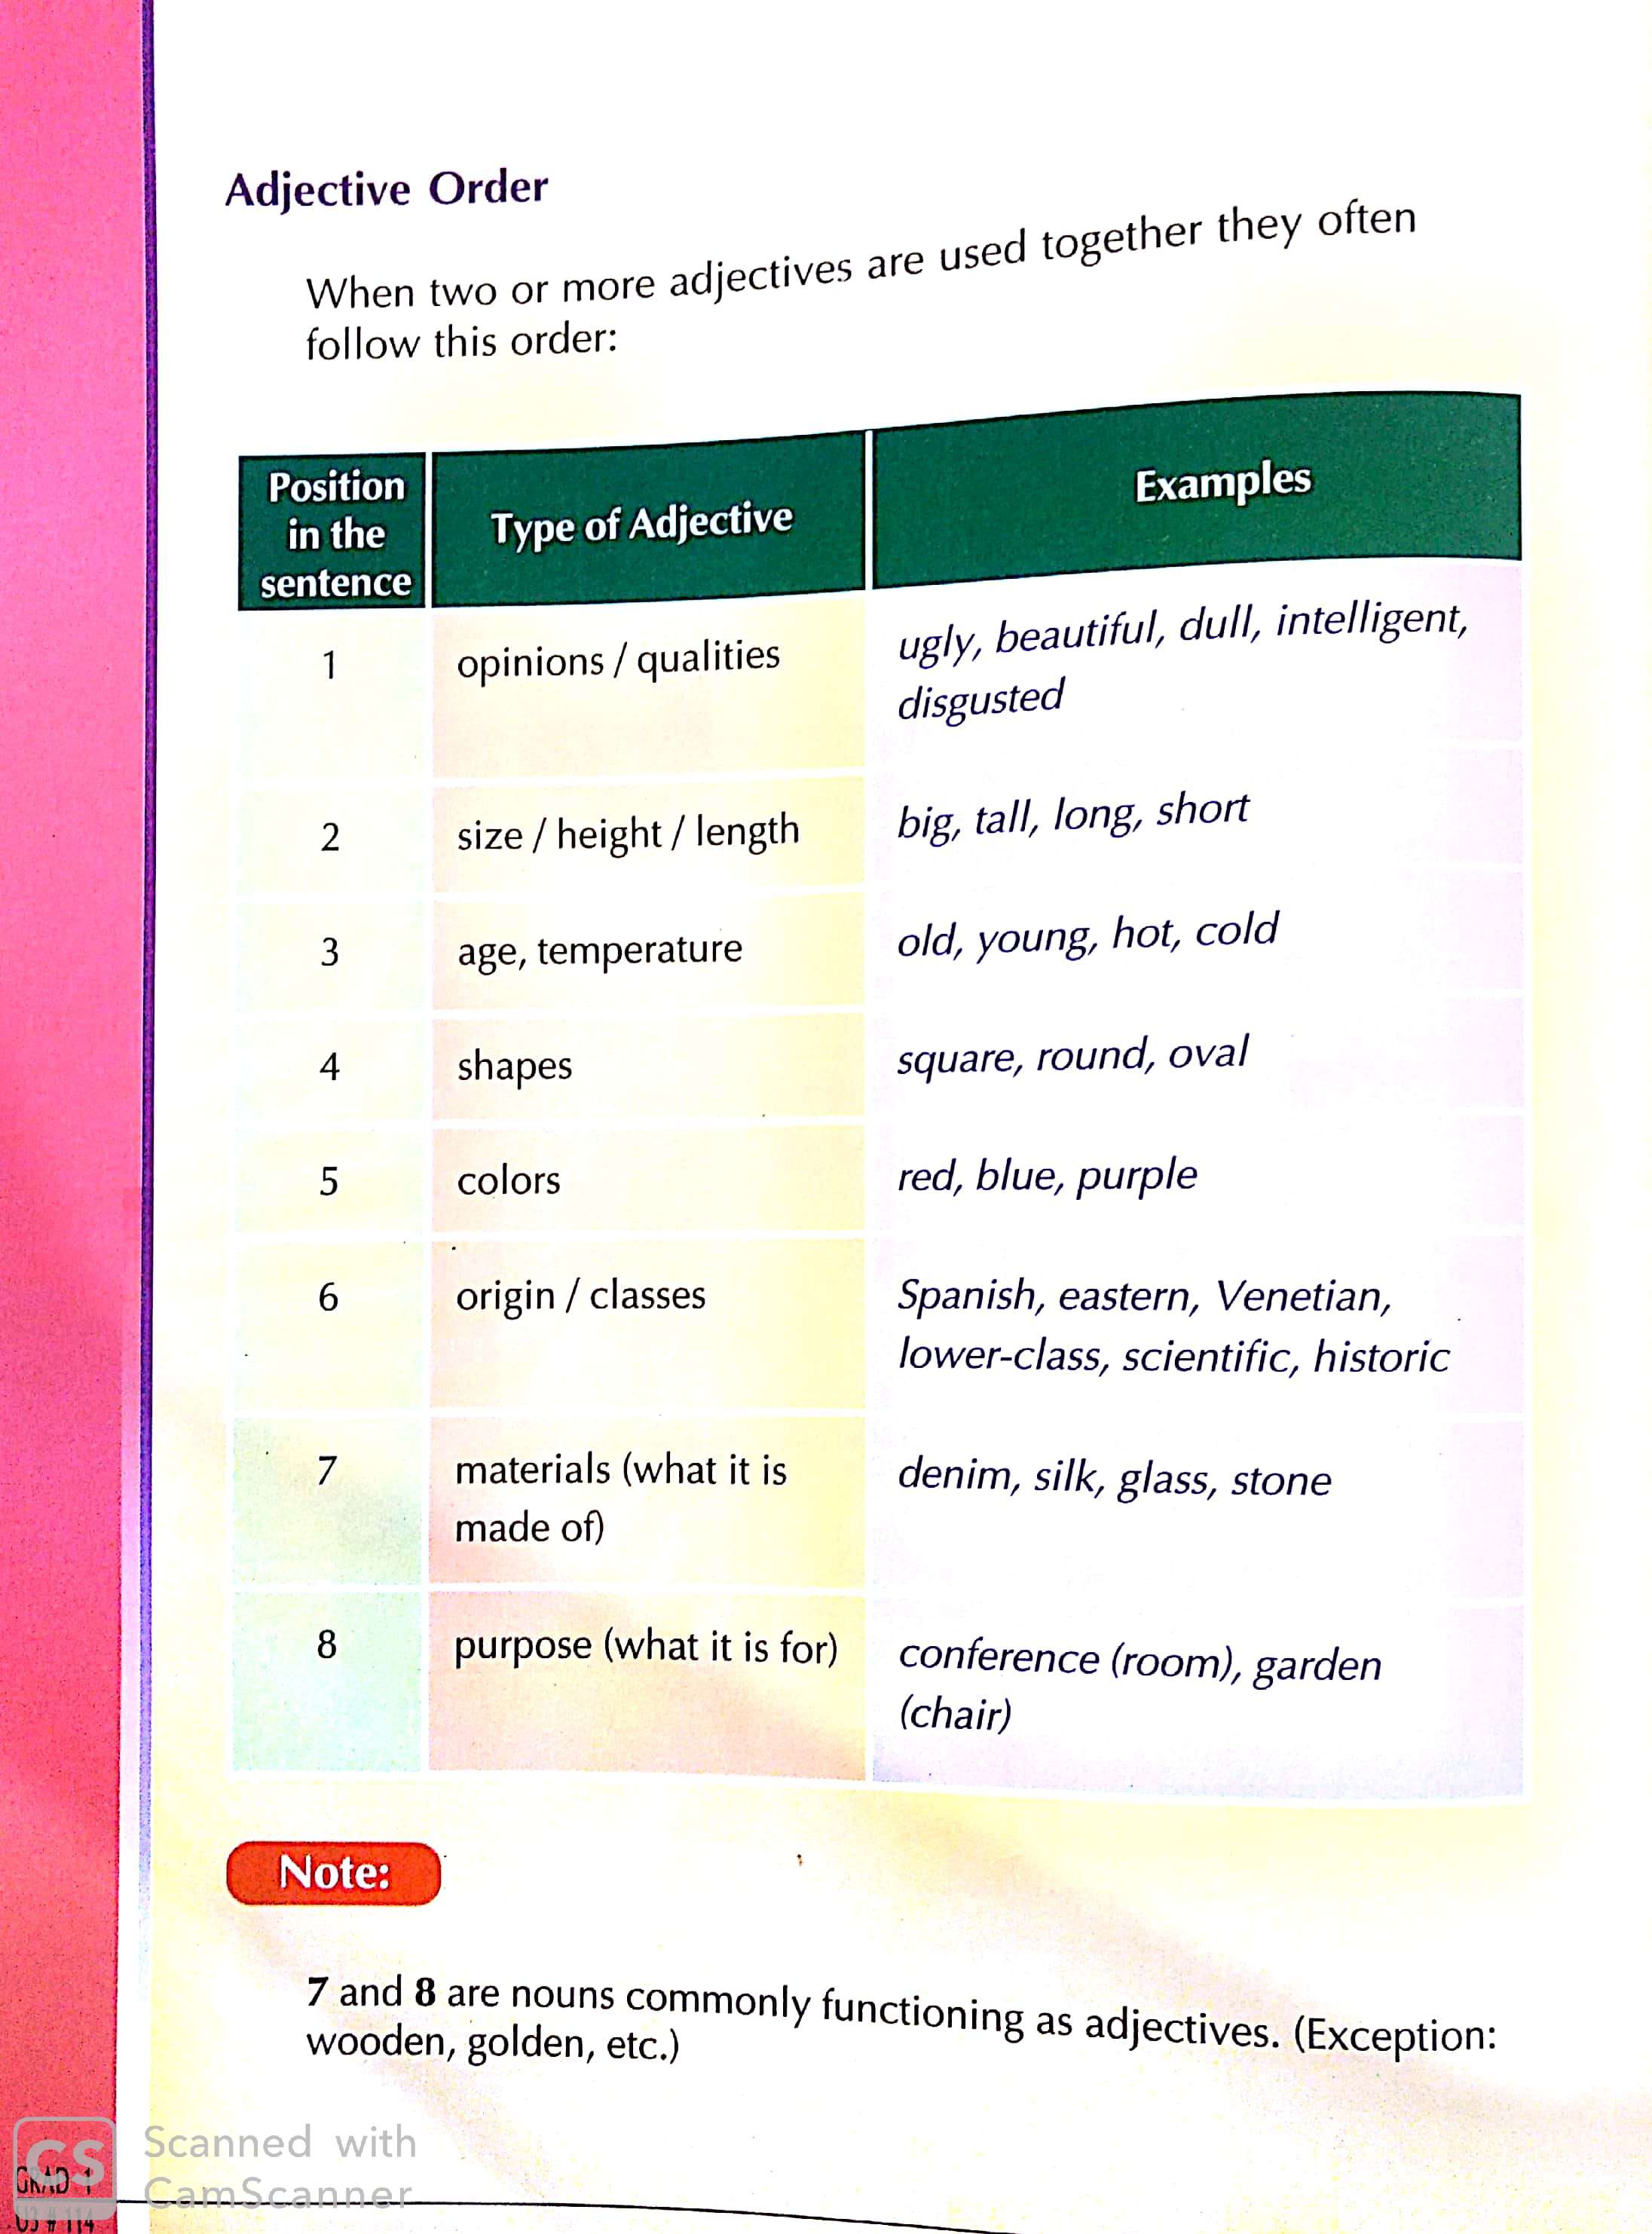 Adjective Order
When two or more adjectives are used together they often
follow this order:
Position
in the
sentence
Type of Adjective
Examples
1
opinions / qualities
ugly, beautiful, dull, intelligent,
disgusted
2
size / height / length
big, tall, long, short
3
age, temperature
old, young, hot, cold
4
shapes
square, round, oval
5
colors
red, blue, purple
6
origin / classes
Spanish, eastern, Venetian,
lower-class, scientific, historic
7
materials (what it is
made of)
denim, silk, glass, stone
8
purpose (what it is for)
conference (room), garden
(chair)
Note:
7 and 8 are nouns commonly functioning as adjectives. (Exception:
wooden, golden, etc.)
CS
Scanned with
CamScanner
GRAD 1
U3 # 114